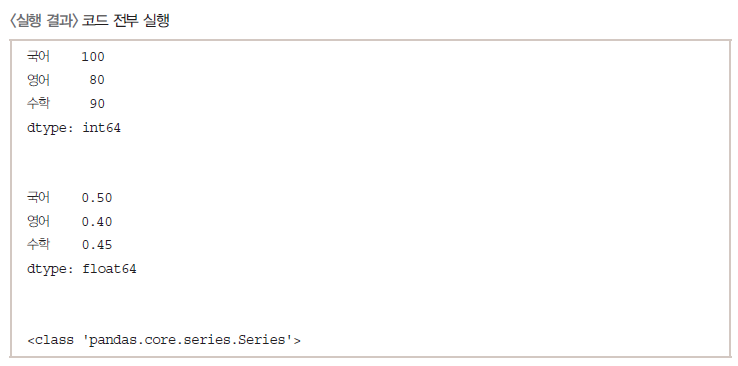 <실행 결과> 코드 전부 실행
국어    100
영어     80
수학     90
dtype: int64
국어    0.50
영어    0.40
수학    0.45
dtype: float64
<class 'pandas.core.series.Series'>